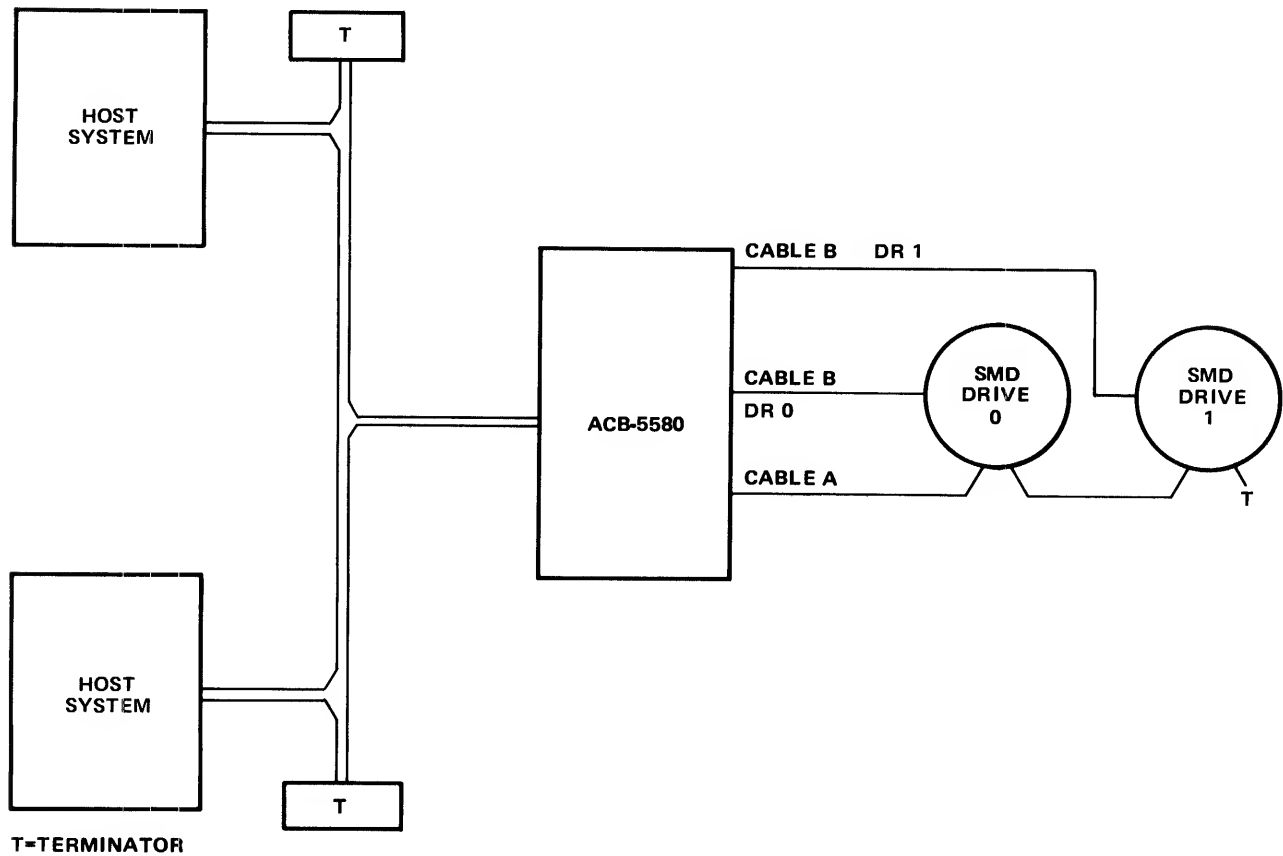 HOST
SYSTEM
T
CABLE B DR 1
CABLE B
DR 0
ACB-5580
CABLE A
SMD
DRIVE
0
SMD
DRIVE
1
T
HOST
SYSTEM
T
T=TERMINATOR